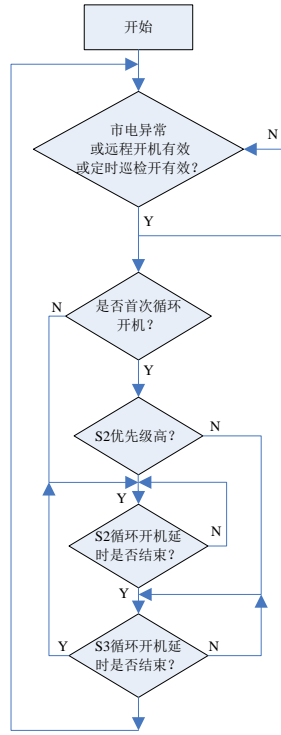 开始
市电异常
或远程开机有效
或定时巡检开有效？
N
Y
N
是否首次循环
开机？
Y
S2优先级高？
N
Y
S2循环开机延
时是否结束？
N
Y
Y
S3循环开机延
时是否结束？
N